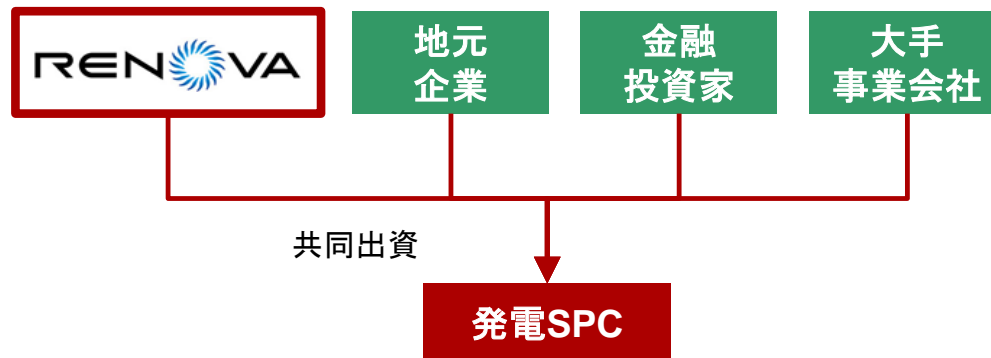 RENOVA
地元
企業
金融
投資家
大手
事業会社
共同出資
発電SPC